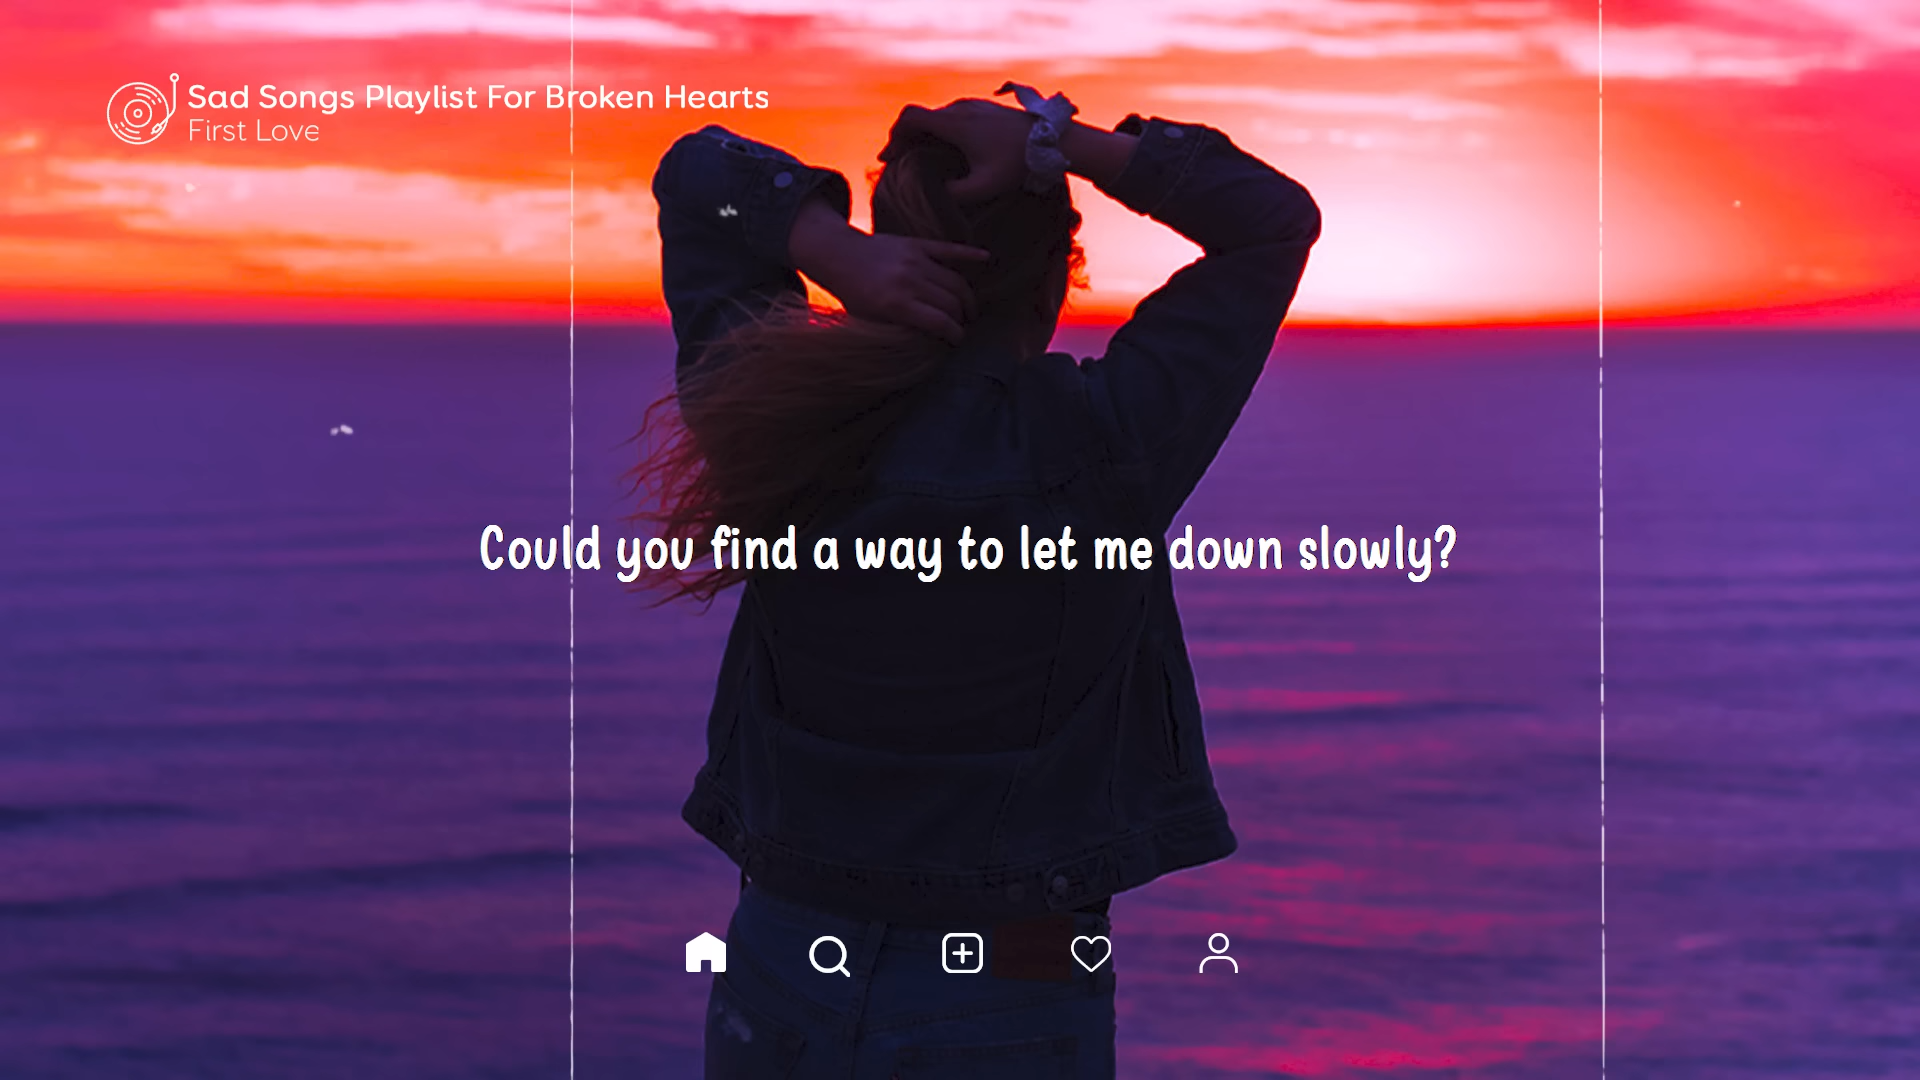 Sad Songs Playlist For Broken Hearts
First Love
Could you find a way to let me down slowly?